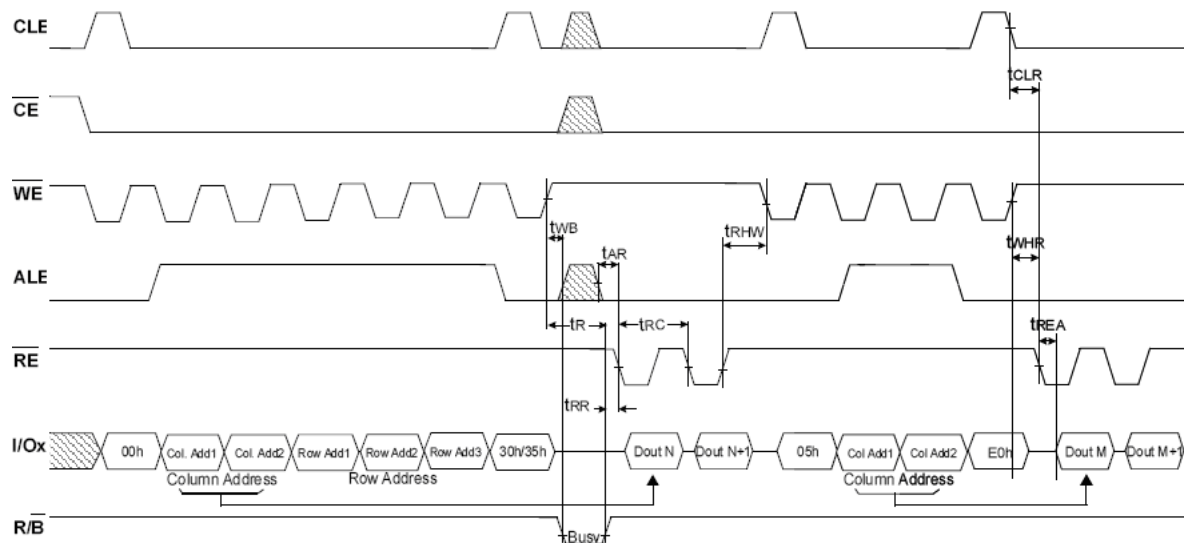 CLE
tCLR
CE
WE
tWB
tRHW
tWHR
tAR
ALE
tR
tRC
tREA
RE
tRR
I/Ox
00h Col. Add1 Col. Add2 Row Add1 Row Add2 Row Add3 30h/35h Dout N Dout N+1 05h Col Add1 Col Add2 E0h Dout M Dout M+1
Column Address Row Address Column Address
R/B
Busy